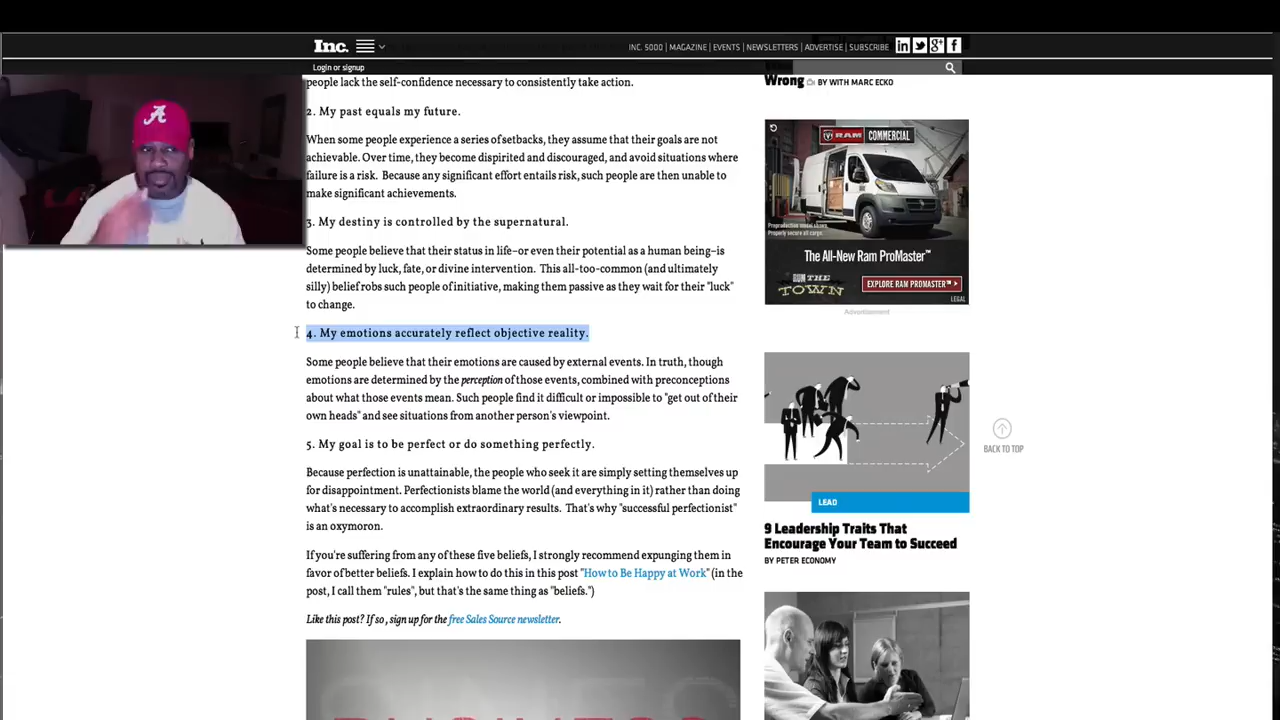 Inc.
INC. 5000 | MAGAZINE | EVENTS | NEWSLETTERS | ADVERTISE | SUBSCRIBE
Login or signup
people lack the self-confidence necessary to consistently take action.
2. My past equals my future.
When some people experience a series of setbacks, they assume that their goals are not
achievable. Over time, they become dispirited and discouraged, and avoid situations where
failure is a risk. Because any significant effort entails risk, such people are then unable to
make significant achievements.
3. My destiny is controlled by the supernatural.
Some people believe that their status in life–or even their potential as a human being–is
determined by luck, fate, or divine intervention. This all-too-common (and ultimately
silly) belief robs such people of initiative, making them passive as they wait for their "luck"
to change.
4. My emotions accurately reflect objective reality.
Some people believe that their emotions are caused by external events. In truth, though
emotions are determined by the perception of those events, combined with preconceptions
about what those events mean. Such people find it difficult or impossible to "get out of their
own heads" and see situations from another person's viewpoint.
5. My goal is to be perfect or do something perfectly.
Because perfection is unattainable, the people who seek it are simply setting themselves up
for disappointment. Perfectionists blame the world (and everything in it) rather than doing
what's necessary to accomplish extraordinary results. That's why "successful perfectionist"
is an oxymoron.
If you're suffering from any of these five beliefs, I strongly recommend expunging them in
favor of better beliefs. I explain how to do this in this post "How to Be Happy at Work" (in the
post, I call them "rules", but that's the same thing as "beliefs.")
Like this post? If so, sign up for the free Sales Source newsletter.
Wrong BY WITH MARC ECKO
RAM COMMERCIAL
Preproduction model shown.
Properly secure all cargo.
The All-New Ram ProMaster™
RUN THE
TOWN
EXPLORE RAM PROMASTER™
LEGAL
Advertisement
LEAD
9 Leadership Traits That
Encourage Your Team to Succeed
BY PETER ECONOMY
BACK TO TOP